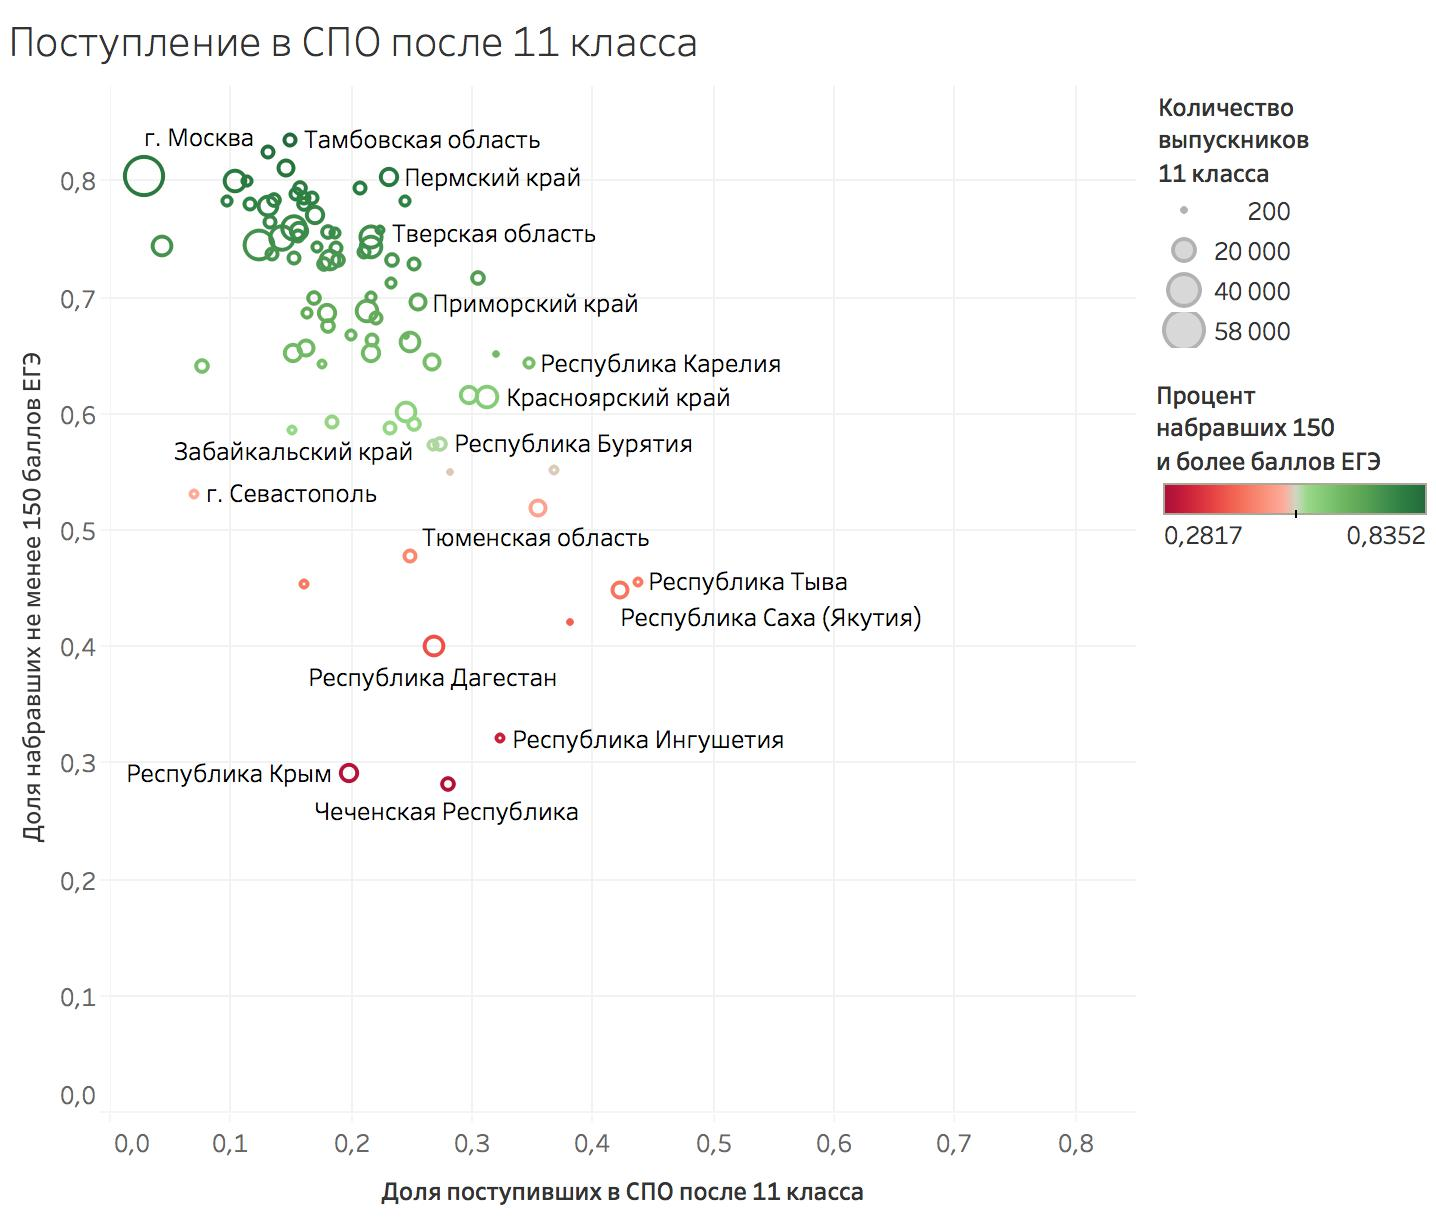 Поступление в СПО после 11 класса
г. Москва
Тамбовская область
Пермский край
Тверская область
Приморский край
Республика Карелия
Красноярский край
Забайкальский край
Республика Бурятия
г. Севастополь
Тюменская область
Республика Тыва
Республика Саха (Якутия)
Республика Дагестан
Республика Ингушетия
Республика Крым
Чеченская Республика
0,8
0,7
0,6
0,5
0,4
0,3
0,2
0,1
0,0
Доля набравших не менее 150 баллов ЕГЭ
0,0 0,1 0,2 0,3 0,4 0,5 0,6 0,7 0,8
Доля поступивших в СПО после 11 класса
Количество
выпускников
11 класса
200
20 000
40 000
58 000
Процент
набравших 150
и более баллов ЕГЭ
0,2817 0,8352